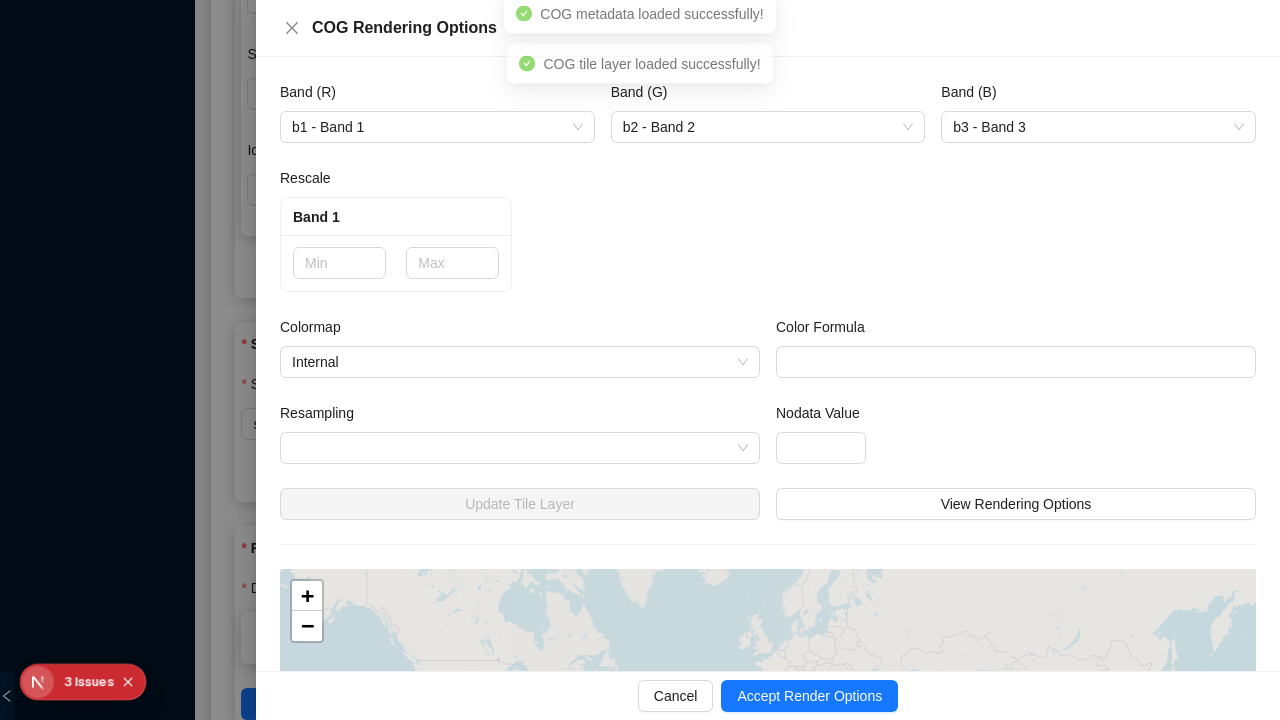 COG metadata loaded successfully!
COG Rendering Options
COG tile layer loaded successfully!
Band (R)
Band (G)
Band (B)
b1 - Band 1
b2 - Band 2
b3 - Band 3
Rescale
Band 1
Min
Max
Colormap
Color Formula
Internal
Resampling
Nodata Value
Update Tile Layer
View Rendering Options
+
−
3 Issues
Cancel
Accept Render Options